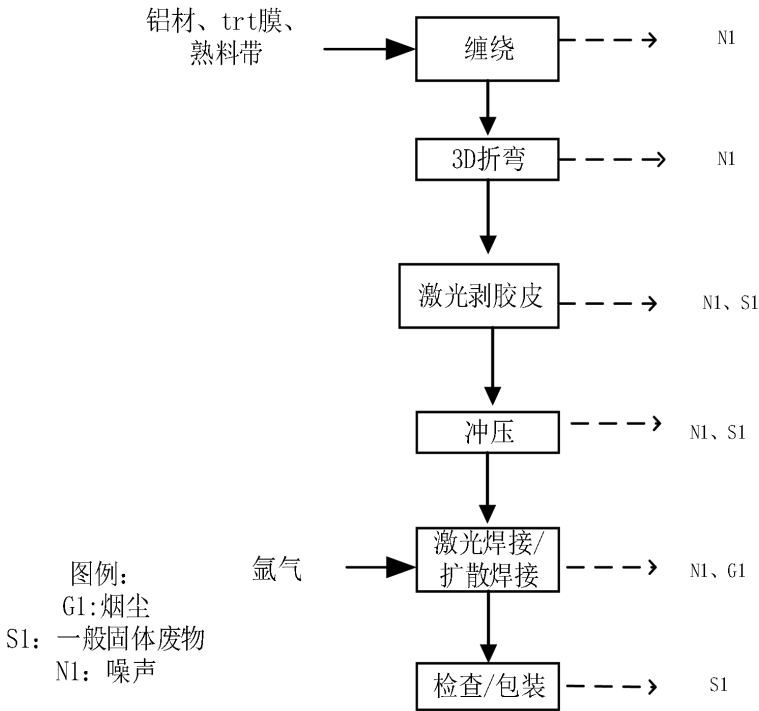 铝材、trt膜、
熟料带
缠绕
N1
3D折弯
N1
激光剥胶皮
N1、S1
冲压
N1、S1
氩气
激光焊接/
扩散焊接
N1、G1
检查/包装
S1
图例：
G1:烟尘
S1：一般固体废物
N1：噪声